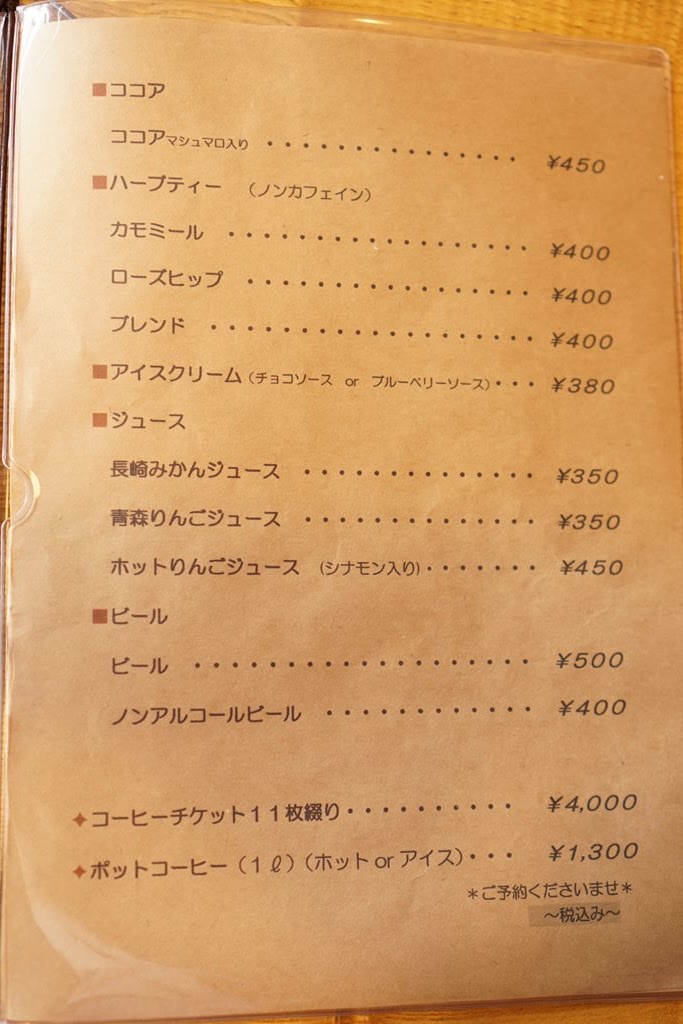 ■ココア
ココアマシュマロ入り ・・・・・・・・・・・・・・ ¥450
■ハーブティー （ノンカフェイン）
カモミール ・・・・・・・・・・・・・・・・・ ¥400
ローズヒップ ・・・・・・・・・・・・・・・・ ¥400
ブレンド ・・・・・・・・・・・・・・・・・・ ¥400
■アイスクリーム（チョコソース or ブルーベリーソース）・・・ ¥380
■ジュース
長崎みかんジュース ・・・・・・・・・・・・・ ¥350
青森りんごジュース ・・・・・・・・・・・・・ ¥350
ホットりんごジュース （シナモン入り）・・・・・・・ ¥450
■ビール
ビール ・・・・・・・・・・・・・・・・・・・ ¥500
ノンアルコールビール ・・・・・・・・・・・・ ¥400
✦コーヒーチケット１１枚綴り・・・・・・・・・・ ¥4,000
✦ポットコーヒー（１ℓ）（ホット or アイス）・・・ ¥1,300
＊ご予約くださいませ＊
～税込み～